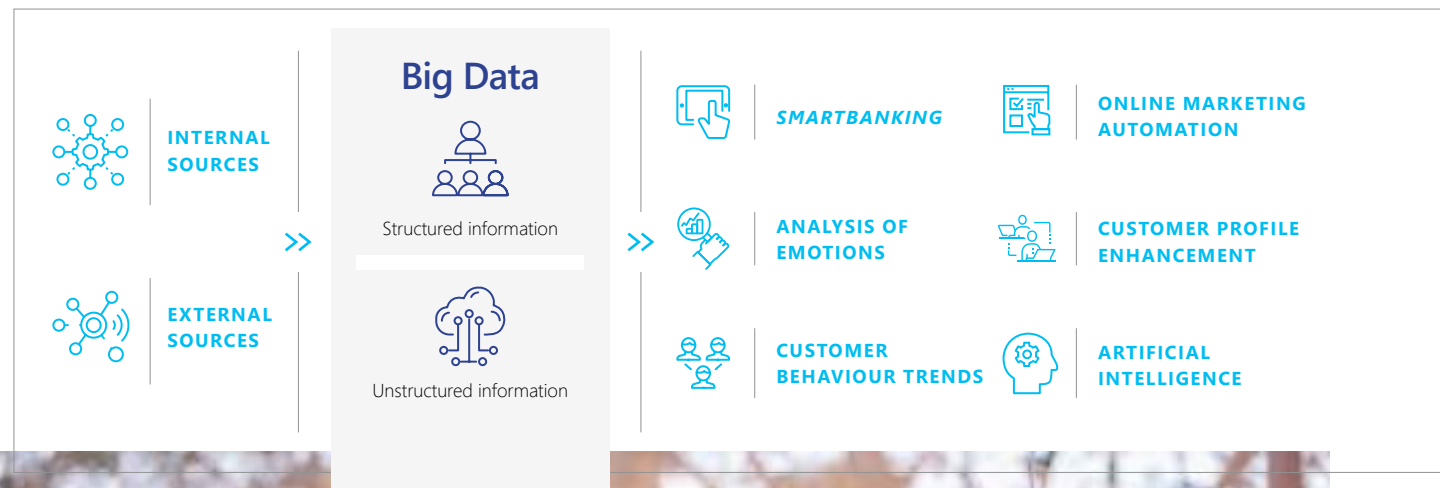 INTERNAL
SOURCES
EXTERNAL
SOURCES
Big Data
Structured information
Unstructured information
SMARTBANKING
ONLINE MARKETING
AUTOMATION
ANALYSIS OF
EMOTIONS
CUSTOMER PROFILE
ENHANCEMENT
CUSTOMER
BEHAVIOUR TRENDS
ARTIFICIAL
INTELLIGENCE